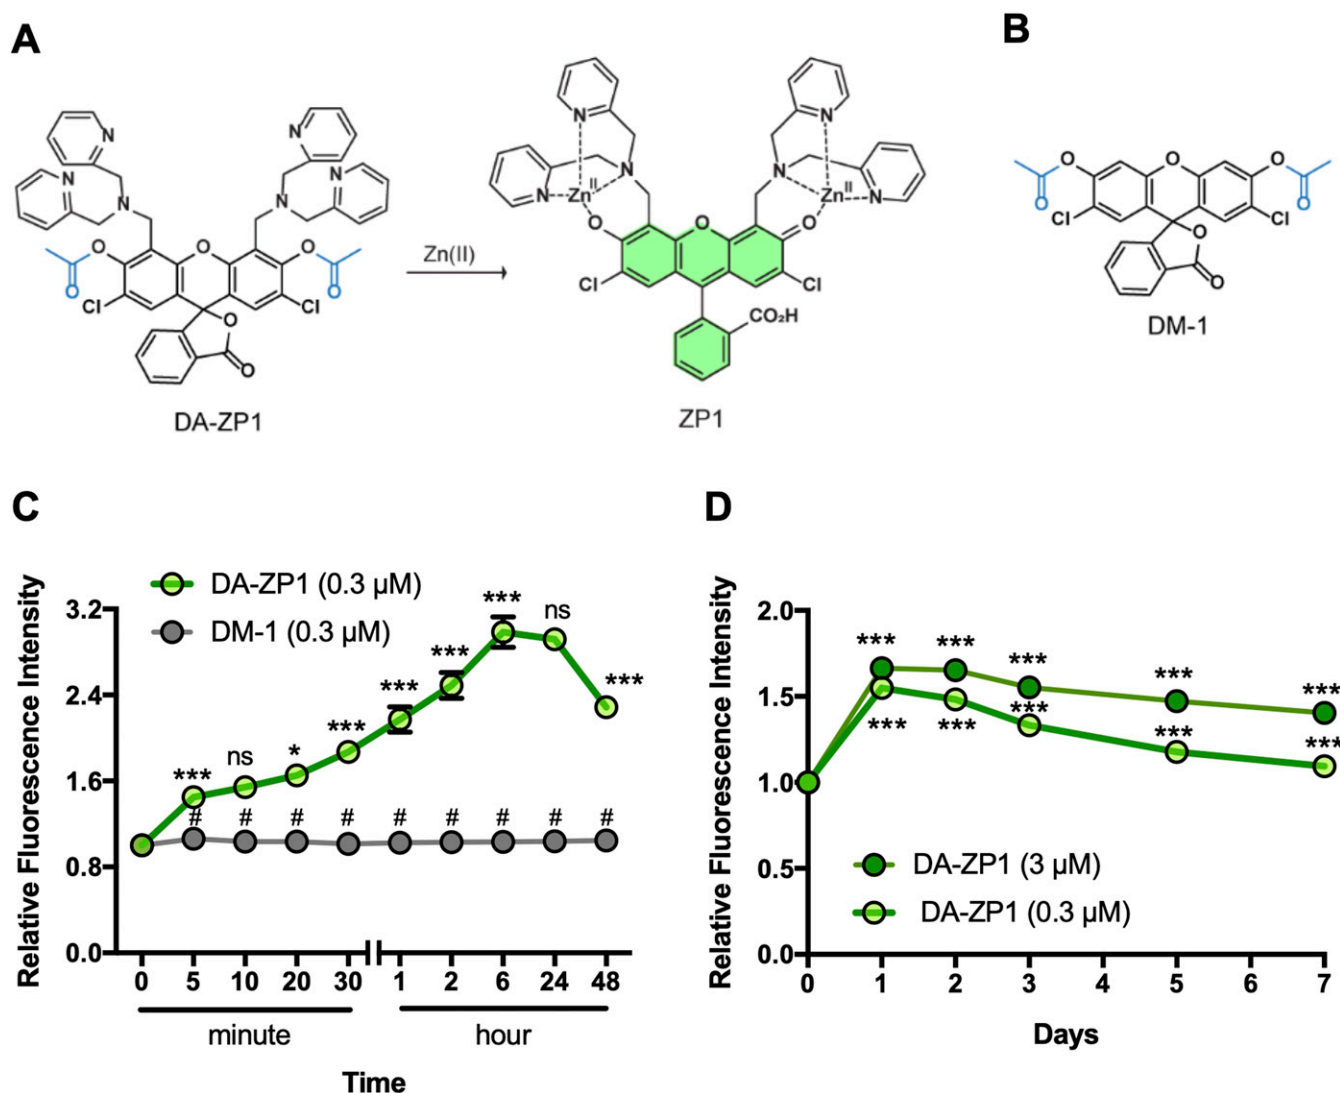 A
B
N
N
N
N
N
N
O
O
O
O
O
Cl
Cl
O
O
DA-ZP1
Zn(II)
N
N
N
N
N
N
Zn^II
Zn^II
O
O
O
Cl
Cl
CO₂H
ZP1
O
O
O
O
O
Cl
Cl
O
O
DM-1
C
D
DA-ZP1 (0.3 µM)
DM-1 (0.3 µM)
Relative Fluorescence Intensity
3.2
2.4
1.6
0.8
0.0
***
ns
*
***
***
***
***
ns
***
# # # # # # # # #
0 5 10 20 30 1 2 6 24 48
minute
hour
Time
Relative Fluorescence Intensity
2.0
1.5
1.0
0.5
0.0
*** *** *** *** ***
*** *** *** *** ***
DA-ZP1 (3 µM)
DA-ZP1 (0.3 µM)
0 1 2 3 4 5 6 7
Days